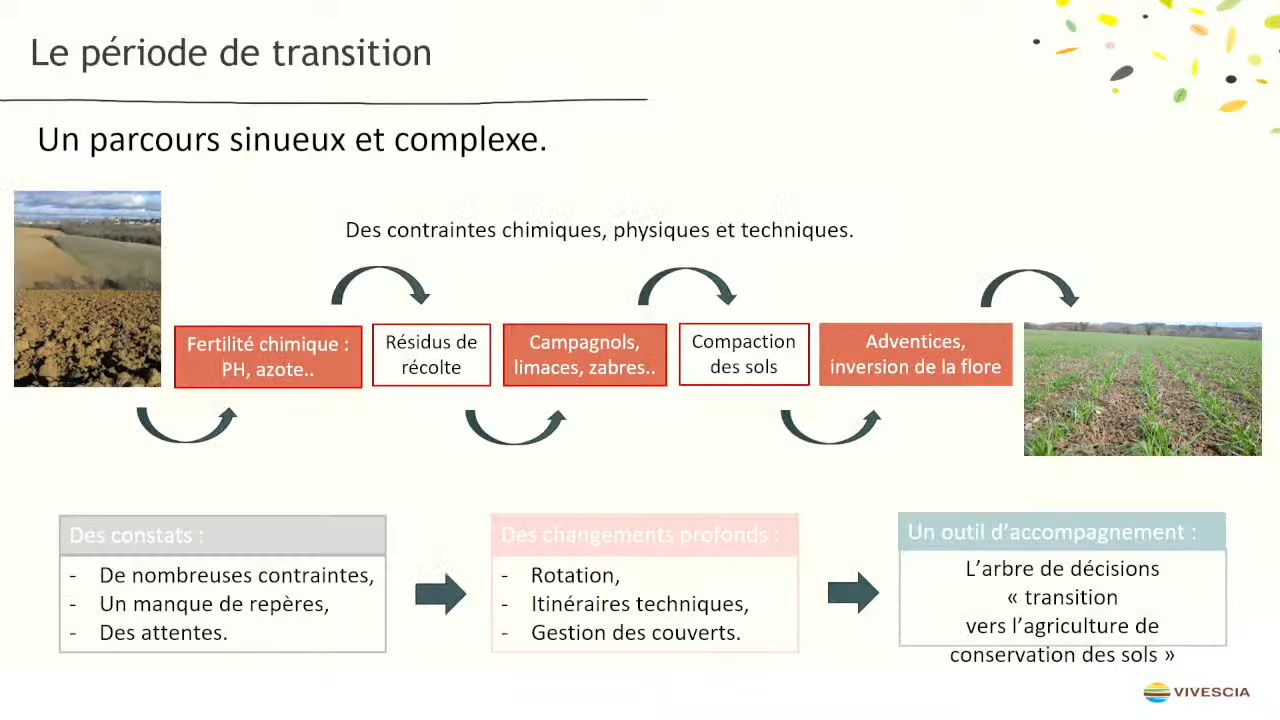 Le période de transition
Un parcours sinueux et complexe.
Des contraintes chimiques, physiques et techniques.
Fertilité chimique :
PH, azote..
Résidus de
récolte
Campagnols,
limaces, zabres..
Compaction
des sols
Adventices,
inversion de la flore
Des constats :
- De nombreuses contraintes,
- Un manque de repères,
- Des attentes.
Des changements profonds :
- Rotation,
- Itinéraires techniques,
- Gestion des couverts.
Un outil d’accompagnement :
L’arbre de décisions
« transition
vers l’agriculture de
conservation des sols »
VIVESCIA